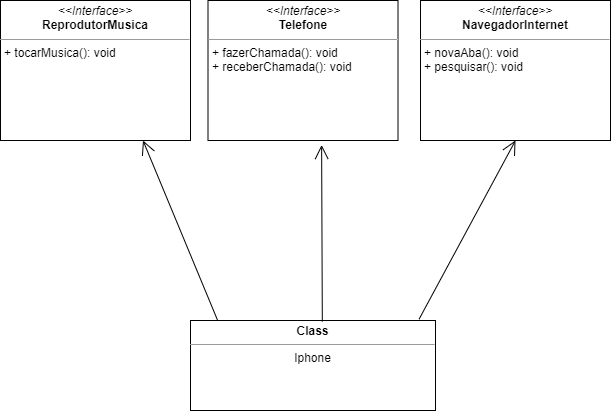 <<Interface>>
ReprodutorMusica
+ tocarMusica(): void
<<Interface>>
Telefone
+ fazerChamada(): void
+ receberChamada(): void
<<Interface>>
NavegadorInternet
+ novaAba(): void
+ pesquisar(): void
Class
Iphone